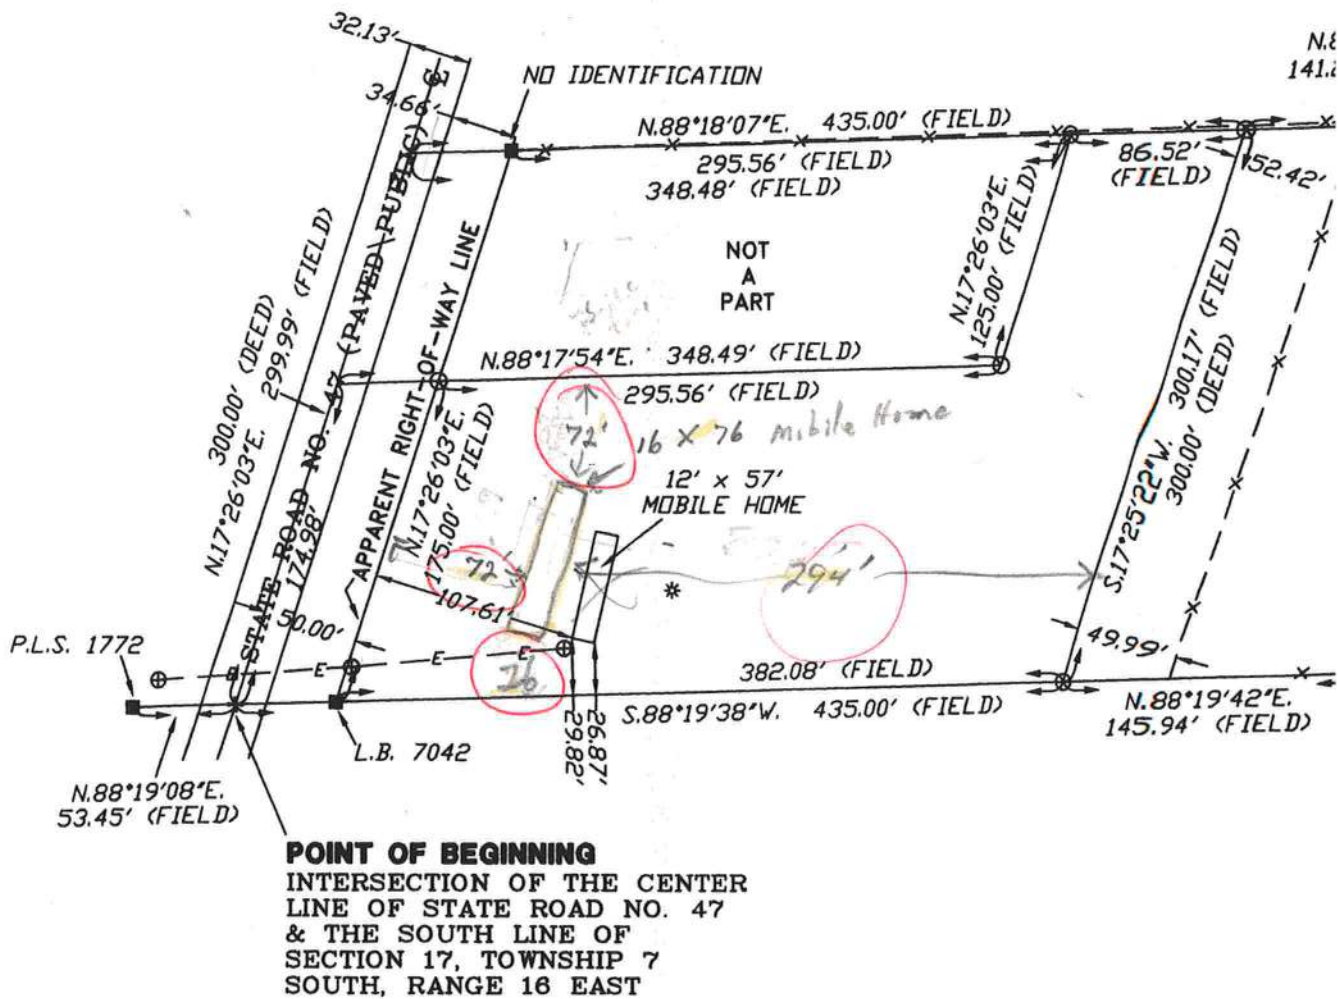 32.13'
34.66'
NO IDENTIFICATION
N.88°18'07"E. 435.00' (FIELD)
295.56' (FIELD)
348.48' (FIELD)
86.52'
(FIELD)
52.42'
141.
℄
STATE ROAD NO. 47 (PAVED\PUBLIC)
300.00' (DEED)
299.99' (FIELD)
N.17°26'03"E.
174.98'
APPARENT RIGHT-OF-WAY LINE
N.17°26'03"E.
175.00' (FIELD)
NOT
A
PART
N.17°26'03"E.
125.00' (FIELD)
S.17°25'22"W. 300.17' (FIELD)
300.00' (DEED)
N.88°17'54"E. 348.49' (FIELD)
295.56' (FIELD)
72'
16 X 76 Mobile Home
12' x 57'
MOBILE HOME
72'
294'
107.61'
50.00'
P.L.S. 1772
E E E
26
382.08' (FIELD)
49.99'
S.88°19'38"W. 435.00' (FIELD)
N.88°19'42"E.
145.94' (FIELD)
29.82'
26.87'
L.B. 7042
N.88°19'08"E.
53.45' (FIELD)
POINT OF BEGINNING
INTERSECTION OF THE CENTER
LINE OF STATE ROAD NO. 47
& THE SOUTH LINE OF
SECTION 17, TOWNSHIP 7
SOUTH, RANGE 16 EAST